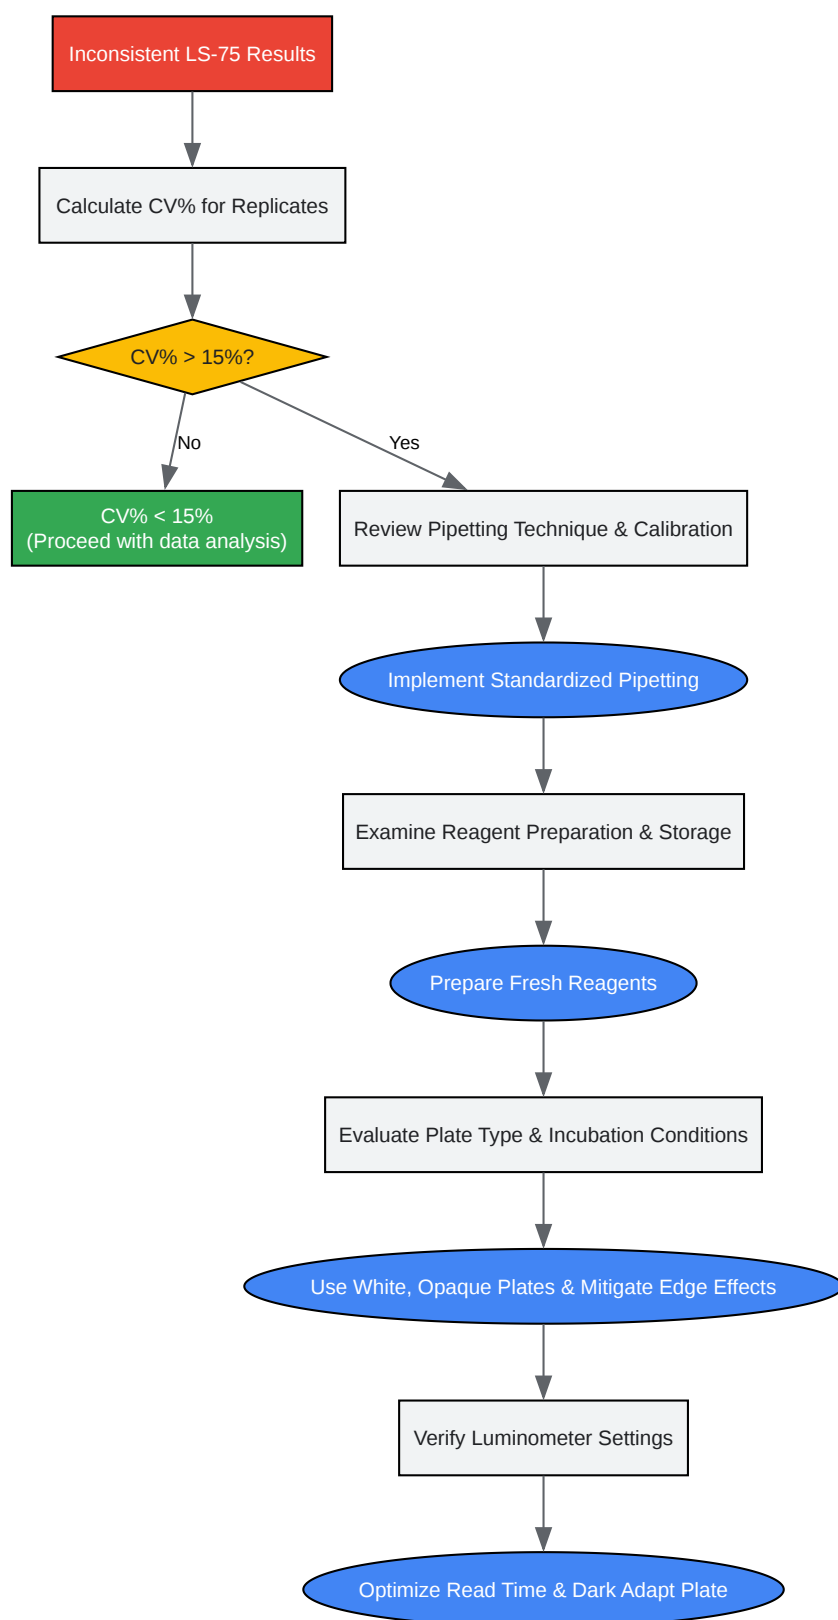 Inconsistent LS-75 Results
Calculate CV% for Replicates
CV% > 15%?
No
Yes
CV% < 15%
(Proceed with data analysis)
Review Pipetting Technique & Calibration
Implement Standardized Pipetting
Examine Reagent Preparation & Storage
Prepare Fresh Reagents
Evaluate Plate Type & Incubation Conditions
Use White, Opaque Plates & Mitigate Edge Effects
Verify Luminometer Settings
Optimize Read Time & Dark Adapt Plate